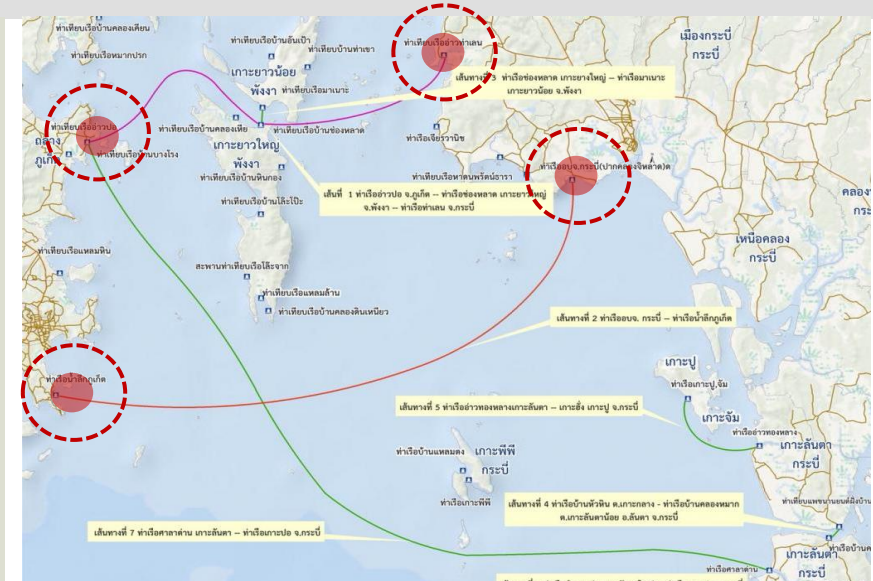 ท่าเทียบเรือบ้านคลองเคียน
ท่าเทียบเรือหมากปรก
ท่าเทียบเรือบ้านอันเป้า
ท่าเทียบเรือบ้านท่าเขา
ท่าเทียบเรืออ่าวท่าเลน
เมืองกระบี่
กระบี่
เกาะยาวน้อย
พังงา
ท่าเทียบเรือมาเนาะ
เส้นทางที่ 3 ท่าเรือช่องหลาด เกาะยางใหญ่ – ท่าเรือมาเนาะ
เกาะยาวน้อย จ.พังงา
ท่าเทียบเรืออ่าวปอ
ถลาง
ภูเก็ต
ท่าเทียบเรือบ้านบางโรง
ท่าเทียบเรือบ้านคลองเหีย
ท่าเทียบเรือบ้านช่องหลาด
เกาะยาวใหญ่
พังงา
ท่าเรือเจียรวานิช
ท่าเทียบเรือบ้านหินกอง
ท่าเทียบเรือหาดนพรัตน์ธารา
ท่าเรืออบจ.กระบี่(ปากคลองจิหลาด)ด
เส้นที่ 1 ท่าเรืออ่าวปอ จ.ภูเก็ต – ท่าเรือช่องหลาด เกาะยาวใหญ่
จ.พังงา – ท่าเรือท่าเลน จ.กระบี่
ท่าเทียบเรือบ้านโล๊ะโป๊ะ
คลองท่
กระ
เหนือคลอง
กระบี่
ท่าเทียบเรือแหลมหิน
สะพานท่าเทียบเรือโล๊ะจาก
ท่าเทียบเรือแหลมล้าน
ท่าเทียบเรือบ้านคลองดินเหนียว
เส้นทางที่ 2 ท่าเรืออบจ. กระบี่ – ท่าเรือน้ำลึกภูเก็ต
ท่าเรือน้ำลึกภูเก็ต
เกาะปู
ท่าเรือเกาะปู,จัม
เกาะจัม
เส้นทางที่ 5 ท่าเรืออ่าวทองหลางเกาะลันตา – เกาะฮั่ง เกาะปู จ.กระบี่
ท่าเรืออ่าวทองหลาง
เกาะลันตา
กระบี่
ท่าเรือบ้านแหลมตง
เกาะพีพี
กระบี่
ท่าเรือเกาะพีพี
เส้นทางที่ 4 ท่าเรือบ้านหัวหิน ต.เกาะกลาง - ท่าเรือบ้านคลองหมาก
ต.เกาะลันตาน้อย อ.ลันตา จ.กระบี่
เส้นทางที่ 7 ท่าเรือศาลาด่าน เกาะลันตา – ท่าเรือเกาะปอ จ.กระบี่
ท่าเรือบ้านค
เกาะลันตา
กระบี่
ท่าเรือศาลาด่าน